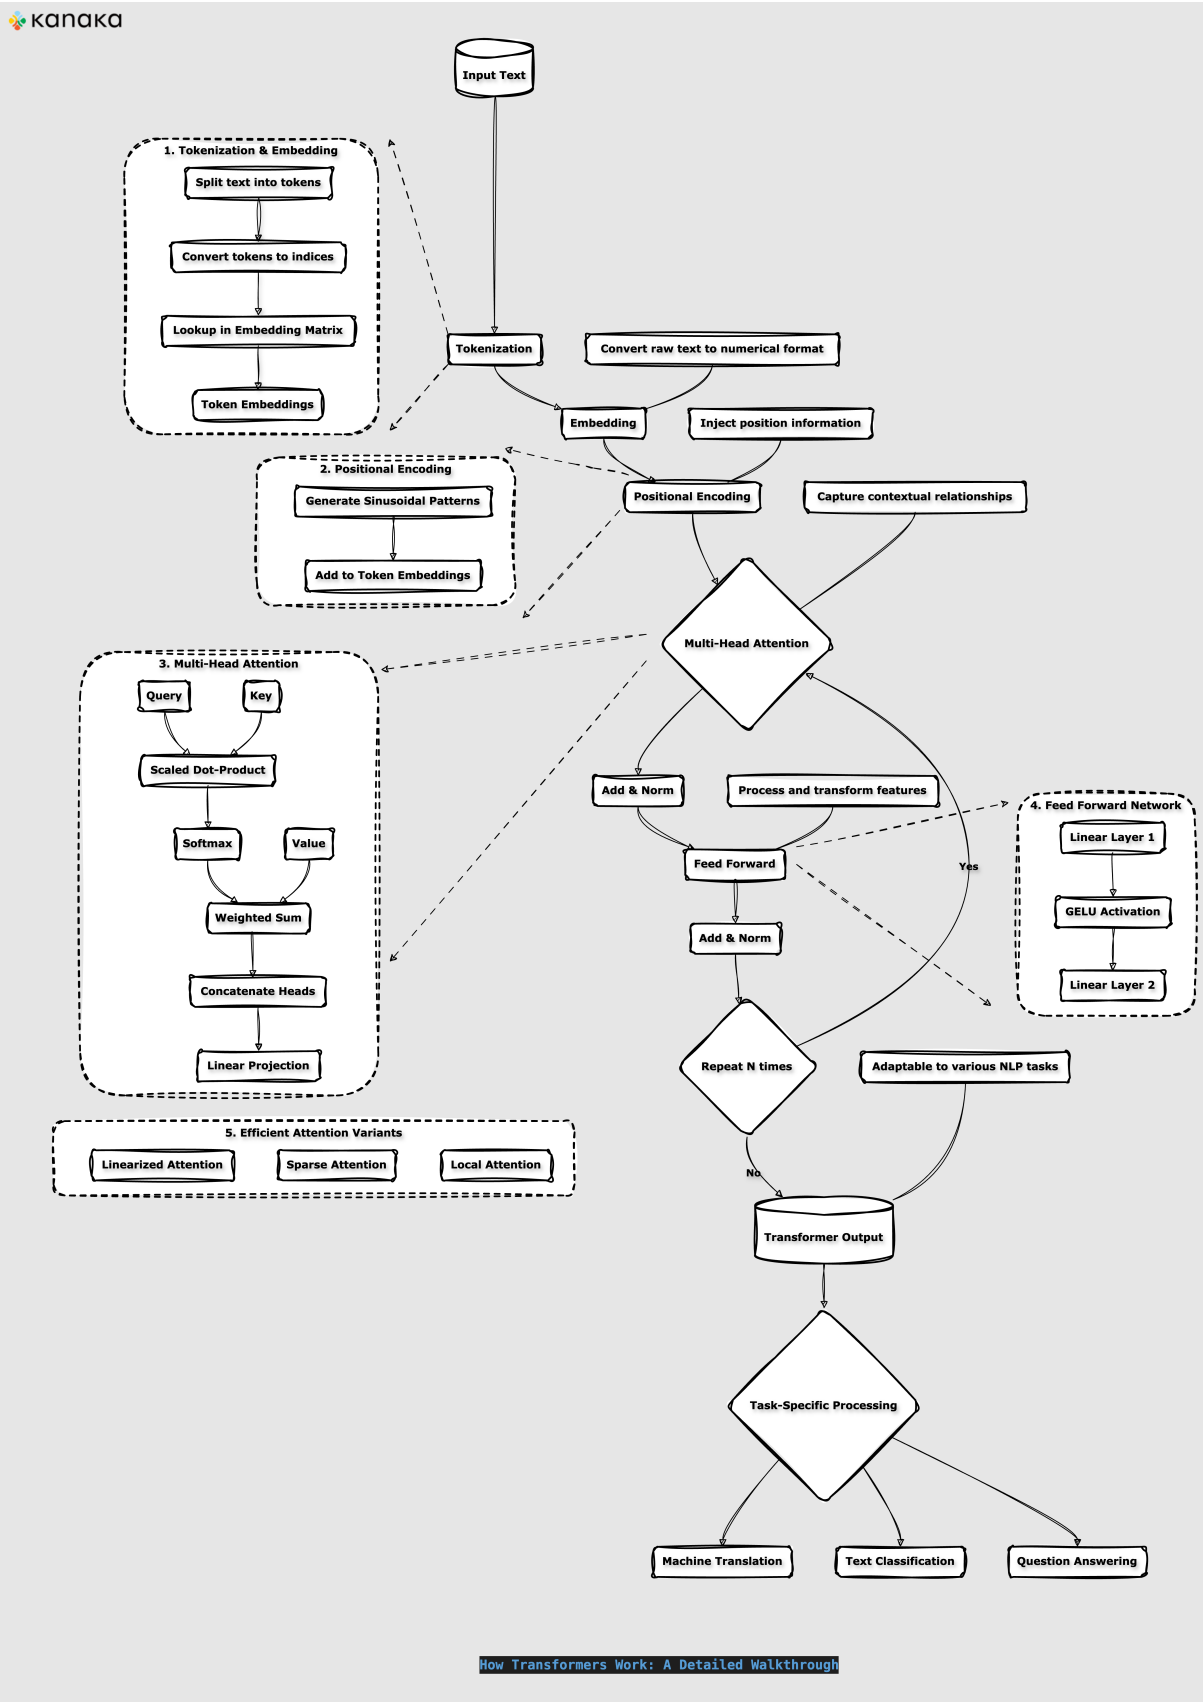 kanaka
Input Text
1. Tokenization & Embedding
Split text into tokens
Convert tokens to indices
Lookup in Embedding Matrix
Token Embeddings
Tokenization
Convert raw text to numerical format
Embedding
Inject position information
2. Positional Encoding
Generate Sinusoidal Patterns
Add to Token Embeddings
Positional Encoding
Capture contextual relationships
Multi-Head Attention
3. Multi-Head Attention
Query
Key
Scaled Dot-Product
Softmax
Value
Weighted Sum
Concatenate Heads
Linear Projection
Add & Norm
Process and transform features
Feed Forward
Yes
4. Feed Forward Network
Linear Layer 1
GELU Activation
Linear Layer 2
Add & Norm
Repeat N times
Adaptable to various NLP tasks
5. Efficient Attention Variants
Linearized Attention
Sparse Attention
Local Attention
No
Transformer Output
Task-Specific Processing
Machine Translation
Text Classification
Question Answering
How Transformers Work: A Detailed Walkthrough